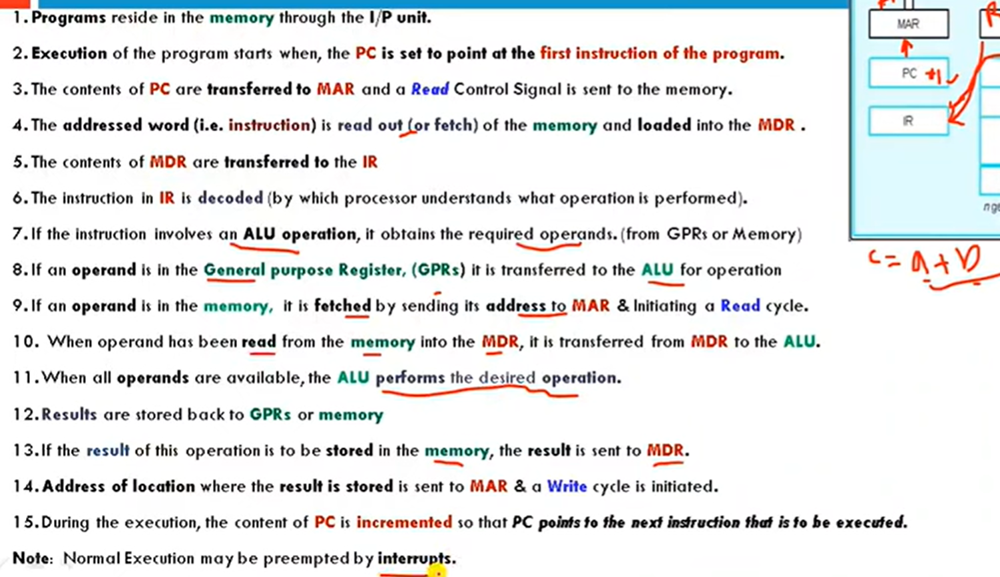 1. Programs reside in the memory through the I/P unit.
2. Execution of the program starts when, the PC is set to point at the first instruction of the program.
3. The contents of PC are transferred to MAR and a Read Control Signal is sent to the memory.
4. The addressed word (i.e. instruction) is read out (or fetch) of the memory and loaded into the MDR .
5. The contents of MDR are transferred to the IR
6. The instruction in IR is decoded (by which processor understands what operation is performed).
7. If the instruction involves an ALU operation, it obtains the required operands. (from GPRs or Memory)
8. If an operand is in the General purpose Register, (GPRs) it is transferred to the ALU for operation
9. If an operand is in the memory, it is fetched by sending its address to MAR & Initiating a Read cycle.
10. When operand has been read from the memory into the MDR, it is transferred from MDR to the ALU.
11. When all operands are available, the ALU performs the desired operation.
12. Results are stored back to GPRs or memory
13. If the result of this operation is to be stored in the memory, the result is sent to MDR.
14. Address of location where the result is stored is sent to MAR & a Write cycle is initiated.
15. During the execution, the content of PC is incremented so that PC points to the next instruction that is to be executed.
Note: Normal Execution may be preempted by interrupts.
MAR
PC +1
IR
c = a + b